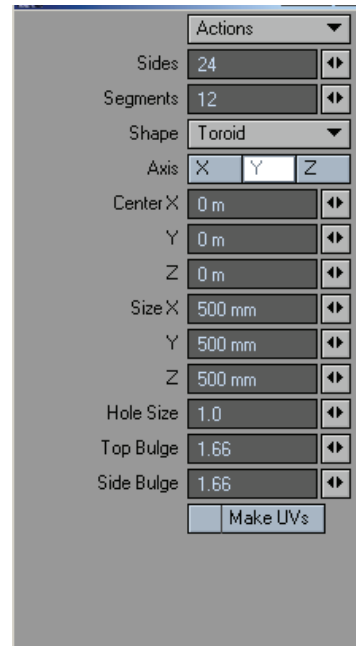 Actions
Sides 24
Segments 12
Shape Toroid
Axis X Y Z
Center X 0 m
Y 0 m
Z 0 m
Size X 500 mm
Y 500 mm
Z 500 mm
Hole Size 1.0
Top Bulge 1.66
Side Bulge 1.66
Make UVs